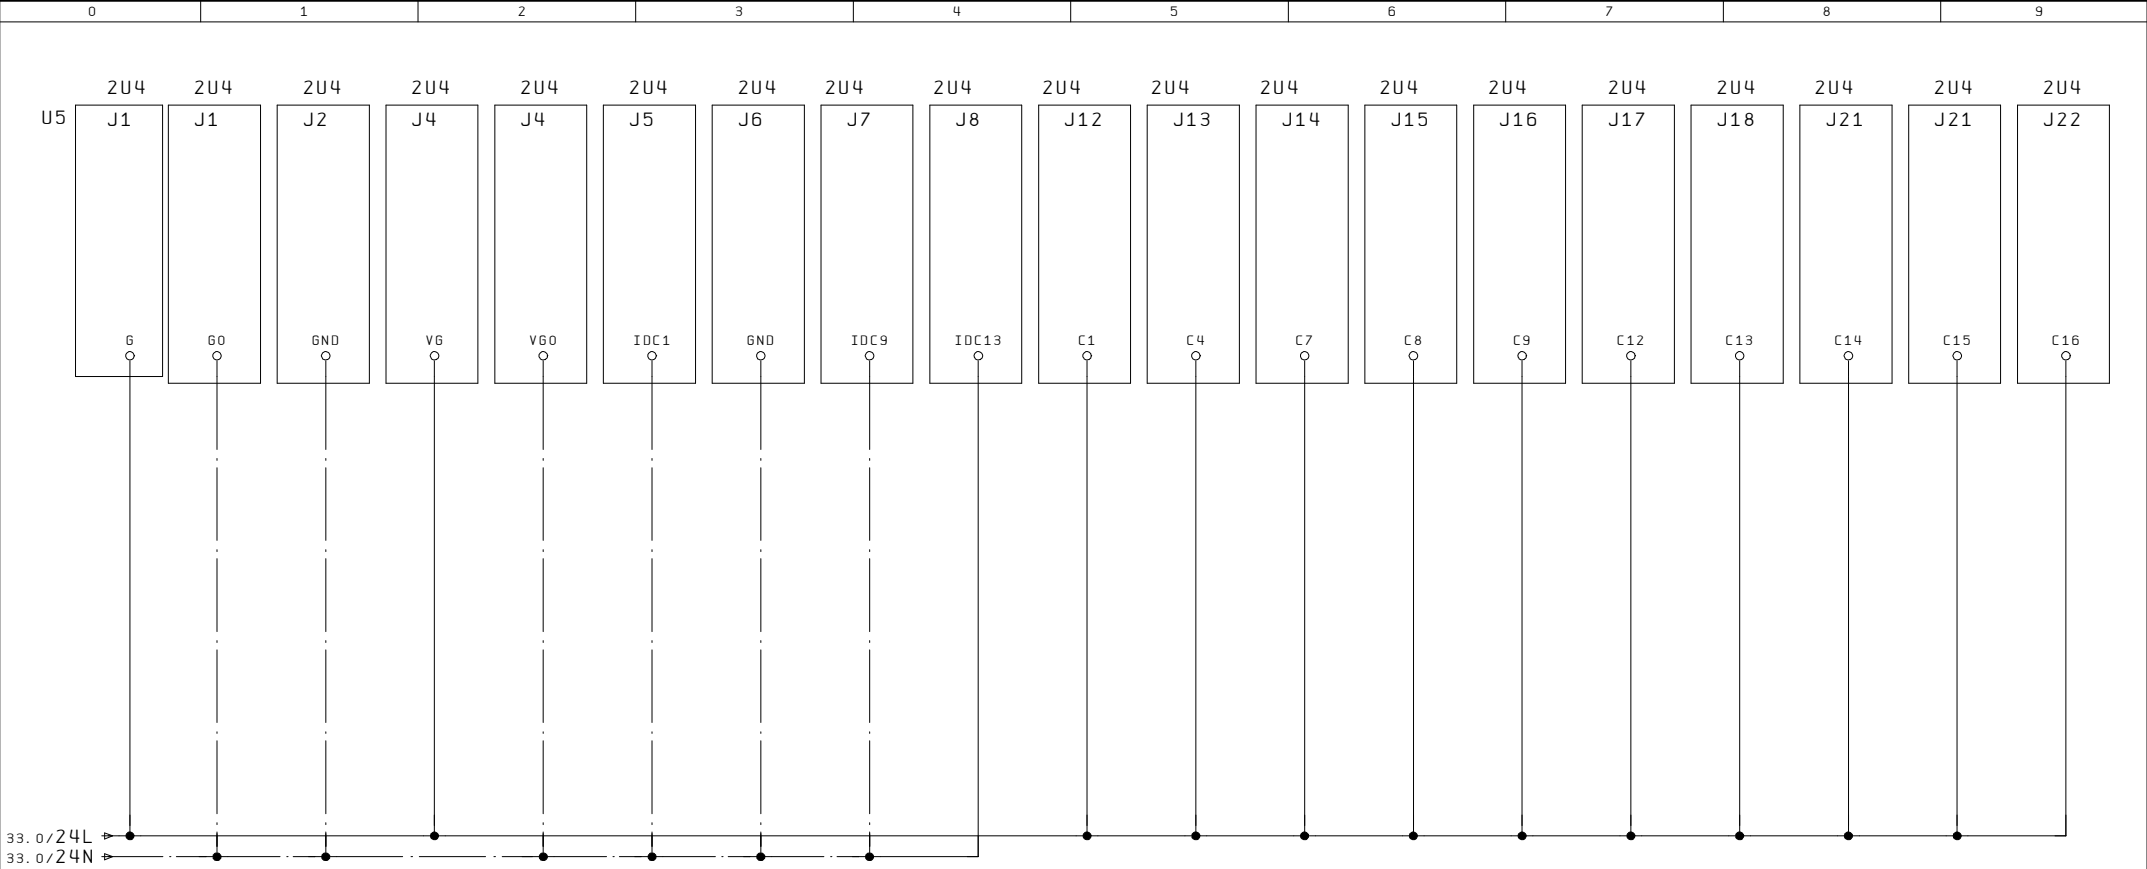 0 1 2 3 4 5 6 7 8 9
2U4 2U4 2U4 2U4 2U4 2U4 2U4 2U4 2U4 2U4 2U4 2U4 2U4 2U4 2U4 2U4 2U4 2U4 2U4
U5 J1 J1 J2 J4 J4 J5 J6 J7 J8 J12 J13 J14 J15 J16 J17 J18 J21 J21 J22
G G0 GND VG VG0 IDC1 GND IDC9 IDC13 C1 C4 C7 C8 C9 C12 C13 C14 C15 C16
33.0/24L
33.0/24N